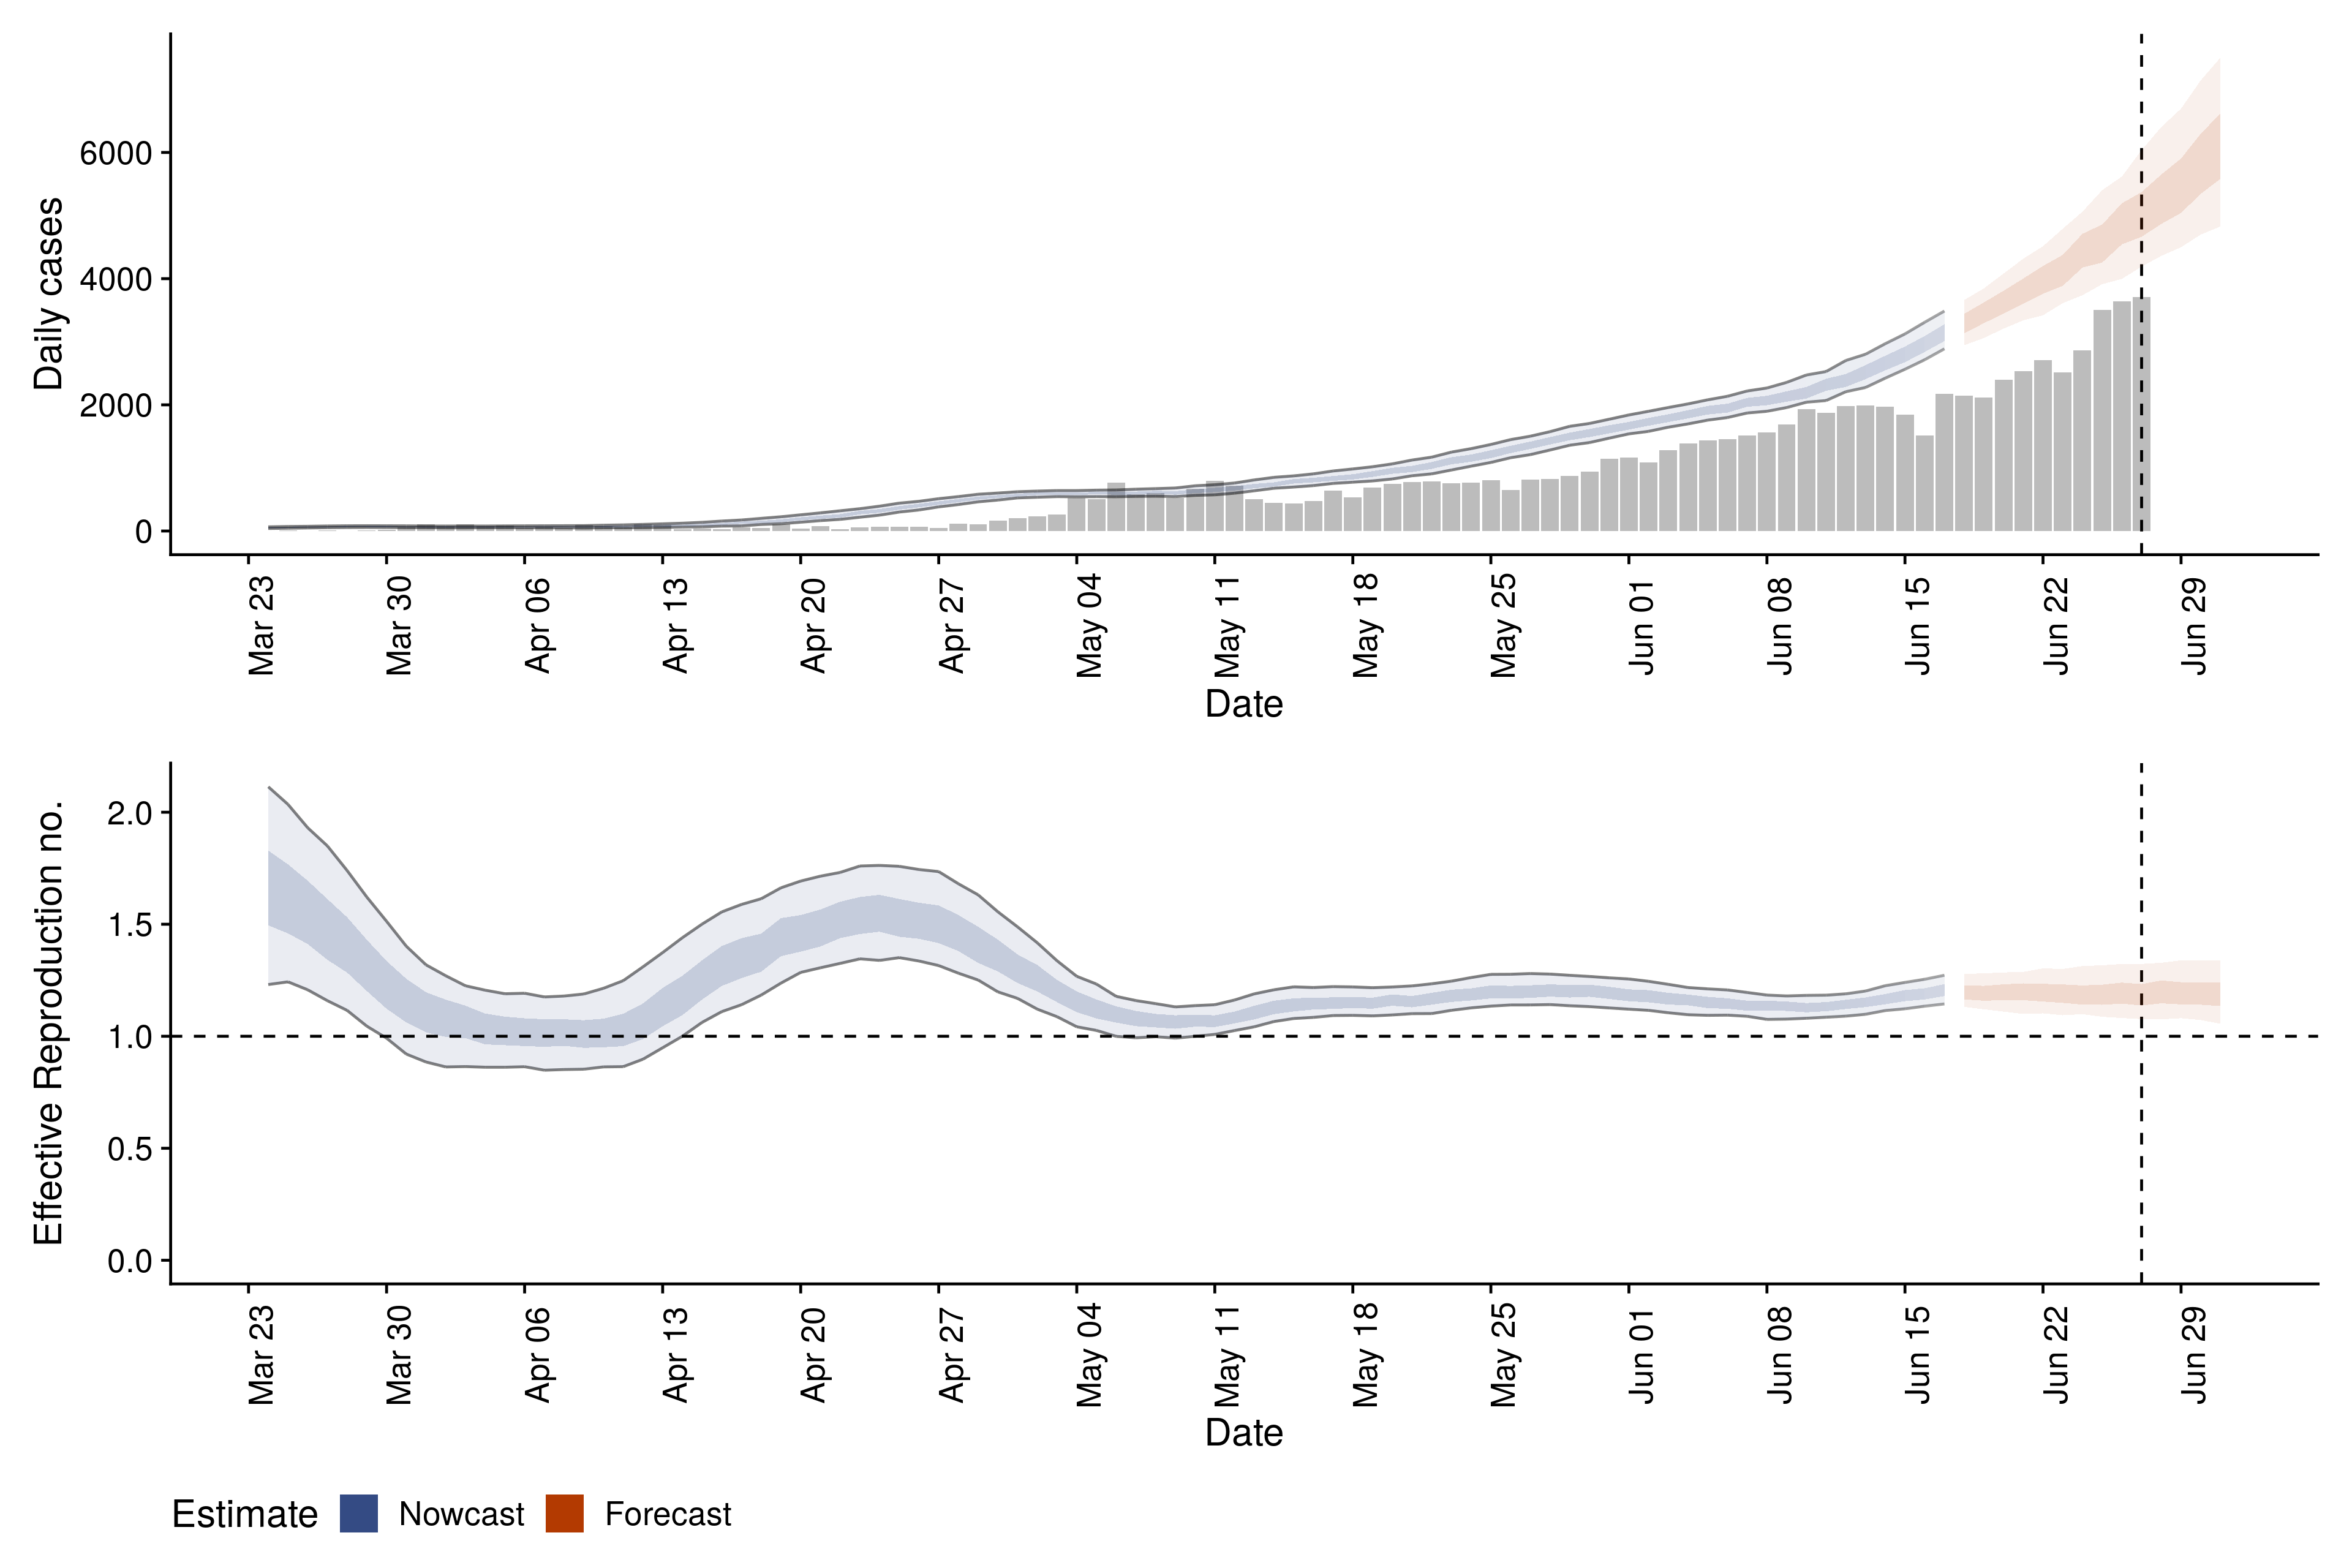 Daily cases
6000
4000
2000
0
Mar 23
Mar 30
Apr 06
Apr 13
Apr 20
Apr 27
May 04
May 11
May 18
May 25
Jun 01
Jun 08
Jun 15
Jun 22
Jun 29
Date
Effective Reproduction no.
2.0
1.5
1.0
0.5
0.0
Mar 23
Mar 30
Apr 06
Apr 13
Apr 20
Apr 27
May 04
May 11
May 18
May 25
Jun 01
Jun 08
Jun 15
Jun 22
Jun 29
Date
Estimate Nowcast Forecast